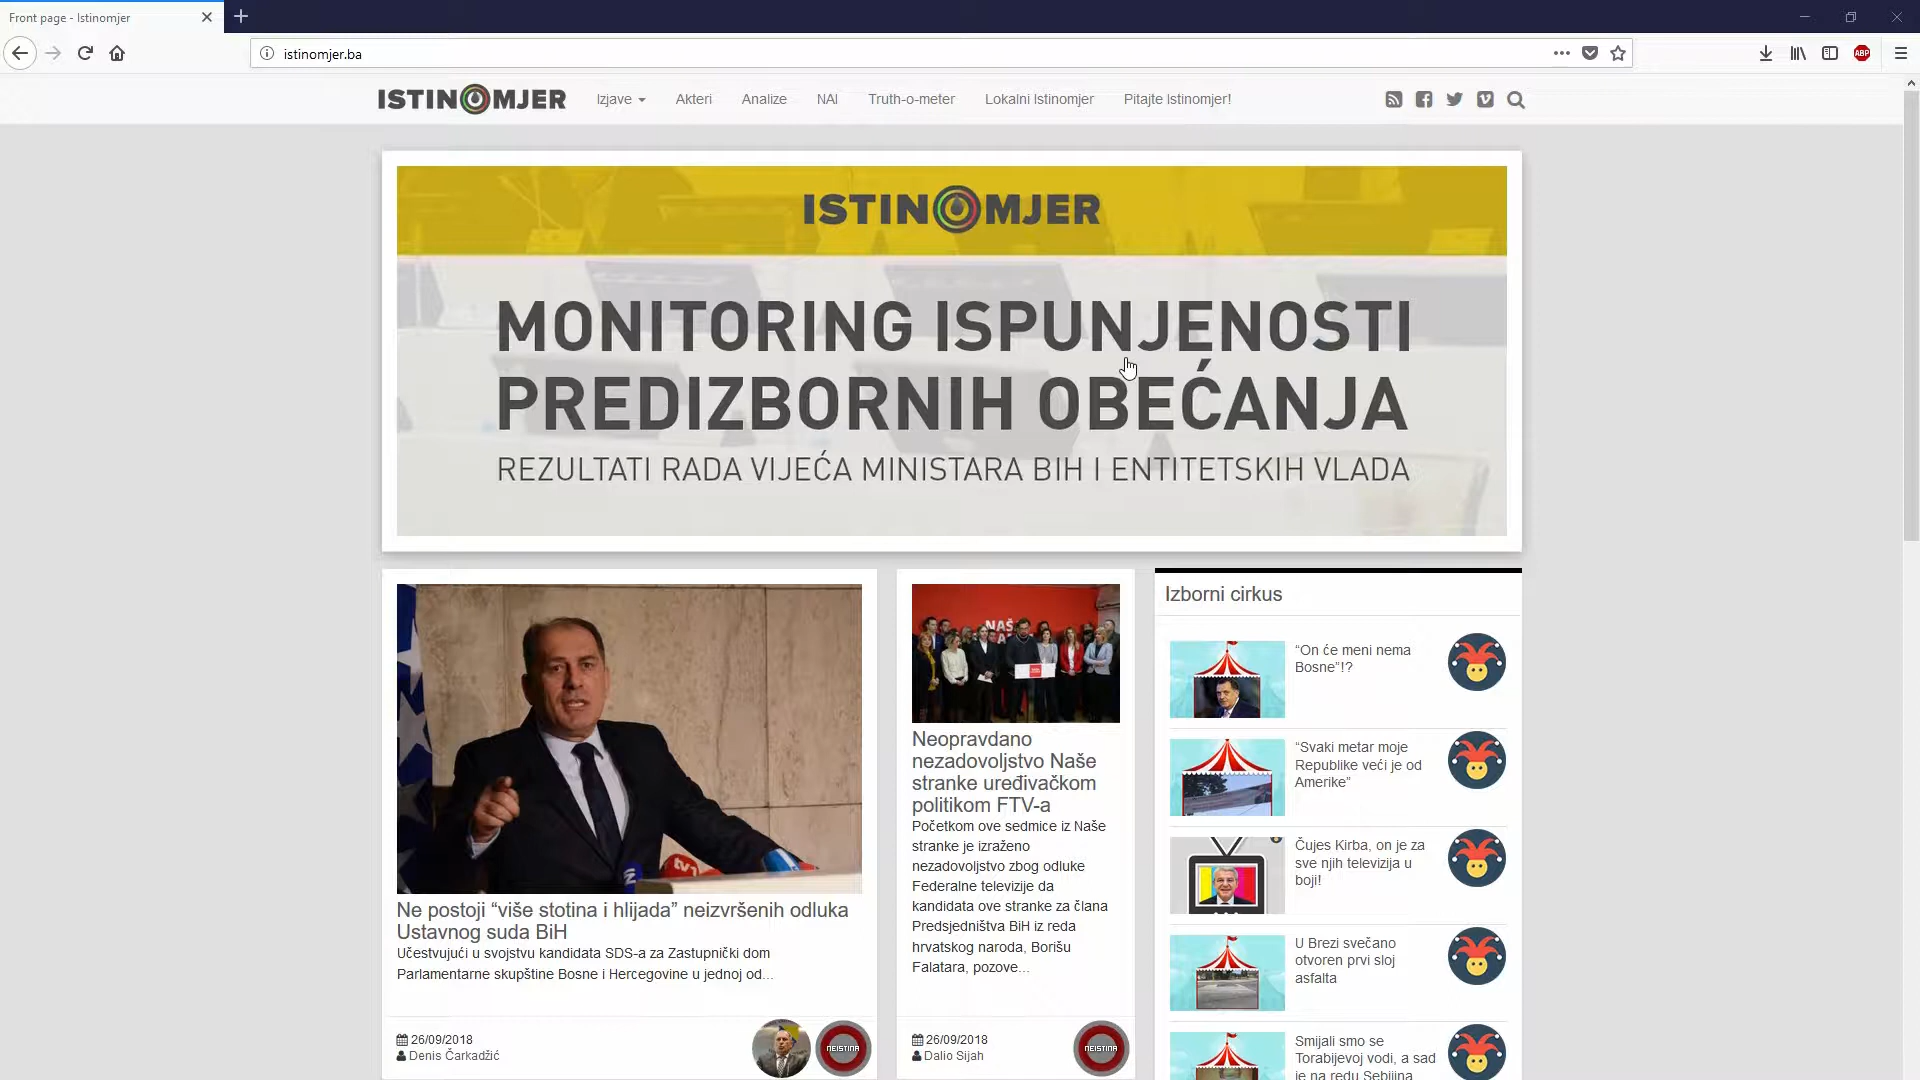 Front page - Istinomjer
istinomjer.ba
ABP
ISTINOMJER
Izjave
Akteri
Analize
NAI
Truth-o-meter
Lokalni Istinomjer
Pitajte Istinomjer!
ISTINOMJER
MONITORING ISPUNJENOSTI
PREDIZBORNIH OBEĆANJA
REZULTATI RADA VIJEĆA MINISTARA BIH I ENTITETSKIH VLADA
Ne postoji “više stotina i hlijada” neizvršenih odluka
Ustavnog suda BiH
Učestvujući u svojstvu kandidata SDS-a za Zastupnički dom
Parlamentarne skupštine Bosne i Hercegovine u jednoj od...
26/09/2018
Denis Čarkadžić
NEISTINA
Neopravdano
nezadovoljstvo Naše
stranke uređivačkom
politikom FTV-a
Početkom ove sedmice iz Naše
stranke je izraženo
nezadovoljstvo zbog odluke
Federalne televizije da
kandidata ove stranke za člana
Predsjedništva BiH iz reda
hrvatskog naroda, Borišu
Falatara, pozove...
26/09/2018
Dalio Sijah
NEISTINA
Izborni cirkus
“On će meni nema
Bosne”!?
“Svaki metar moje
Republike veći je od
Amerike”
Čujes Kirba, on je za
sve njih televizija u
boji!
U Brezi svečano
otvoren prvi sloj
asfalta
Smijali smo se
Torabijevoj vodi, a sad
je na redu Sebijina